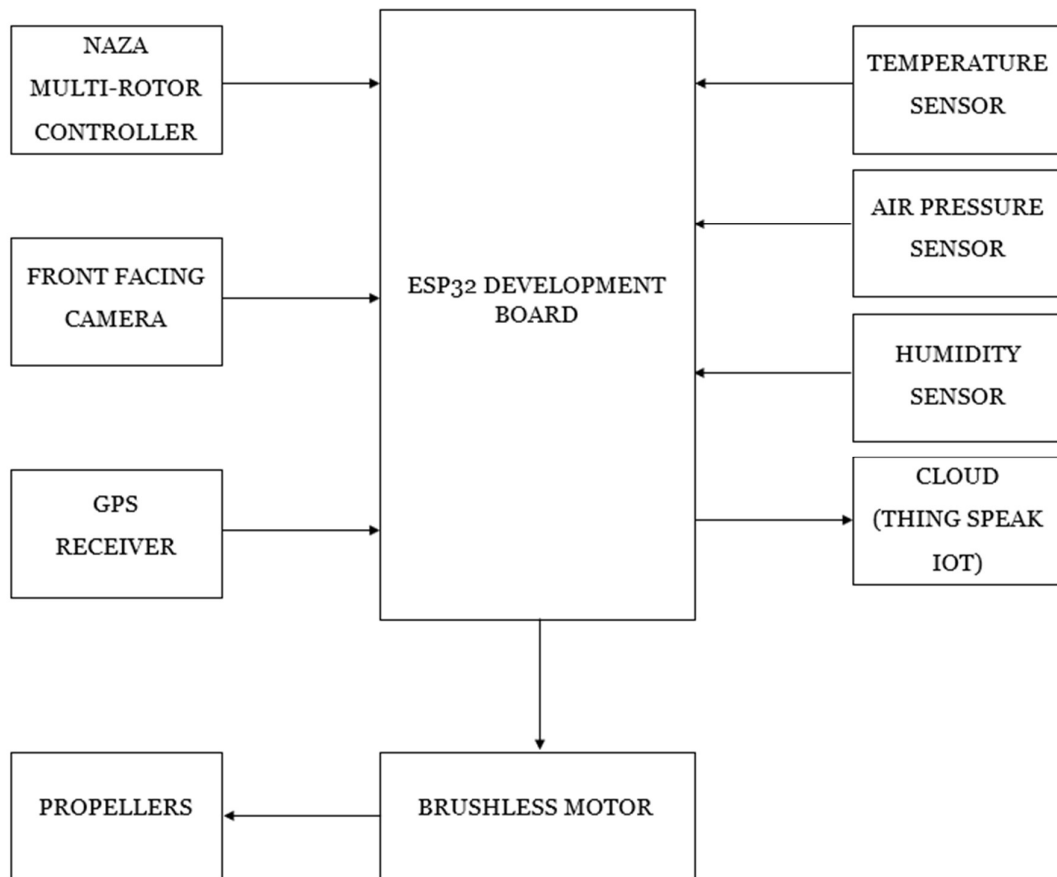 NAZA
MULTI-ROTOR
CONTROLLER
FRONT FACING
CAMERA
GPS
RECEIVER
ESP32 DEVELOPMENT
BOARD
TEMPERATURE
SENSOR
AIR PRESSURE
SENSOR
HUMIDITY
SENSOR
CLOUD
(THING SPEAK
IOT)
PROPELLERS
BRUSHLESS MOTOR